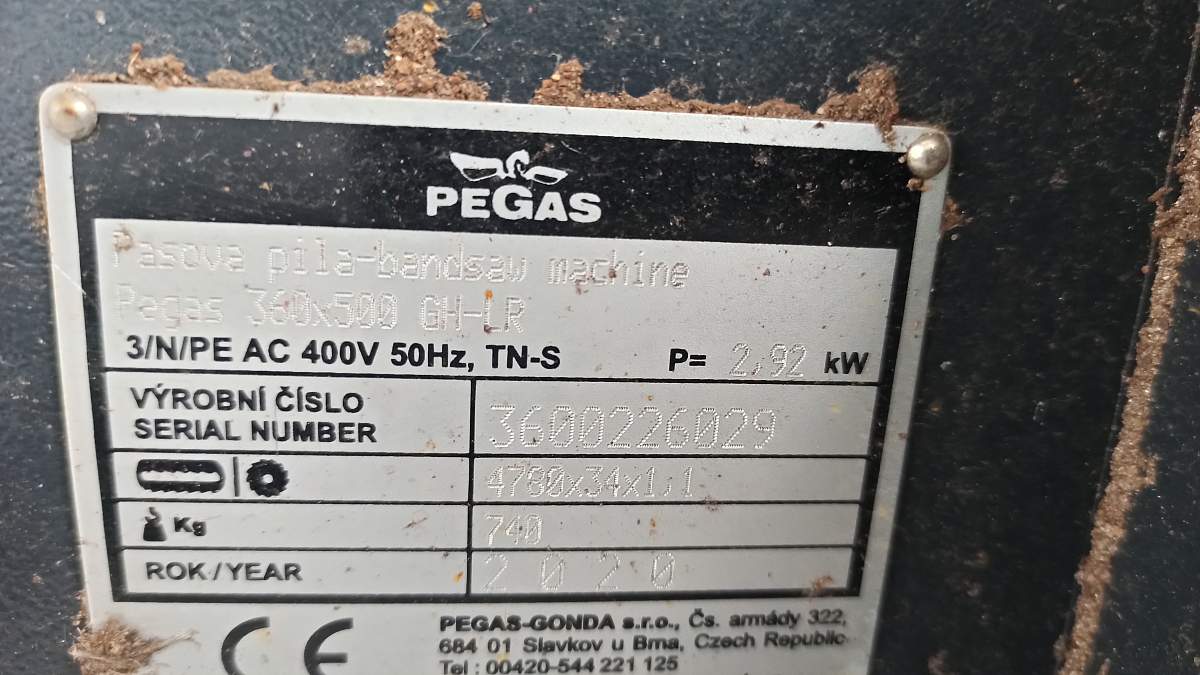 PEGAS
Pasova pila-bandsaw machine
Pegas 360x500 GH-LR
3/N/PE AC 400V 50Hz, TN-S P= 2,92 kW
VÝROBNÍ ČÍSLO
SERIAL NUMBER 3600226029
4780x34x1,1
Kg 740
ROK/YEAR 2020
CE
PEGAS-GONDA s.r.o., Čs. armády 322,
684 01 Slavkov u Brna, Czech Republic
Tel : 00420-544 221 125